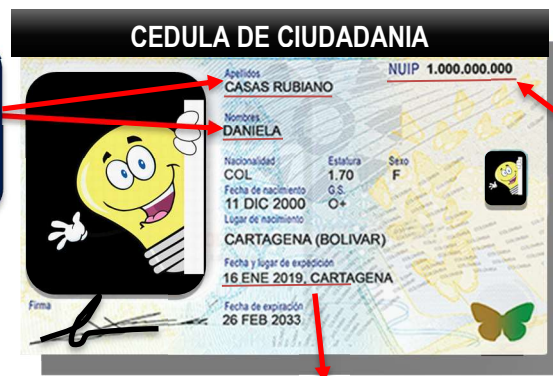 CEDULA DE CIUDADANIA
NUIP 1.000.000.000
Apellidos
CASAS RUBIANO
Nombres
DANIELA
Nacionalidad Estatura Sexo
COL 1.70 F
Fecha de nacimiento G.S.
11 DIC 2000 O+
Lugar de nacimiento
CARTAGENA (BOLIVAR)
Fecha y lugar de expedición
16 ENE 2019, CARTAGENA
Fecha de expiración
26 FEB 2033
Firma